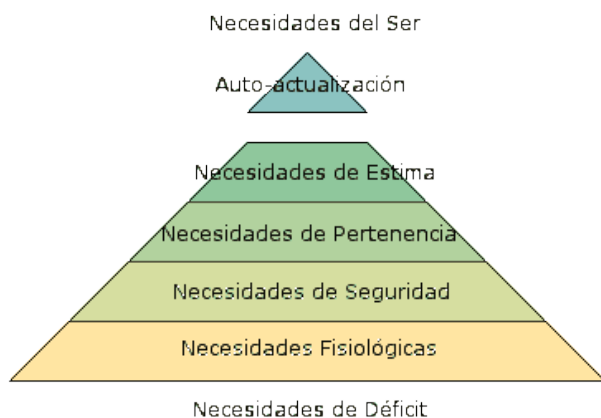 Necesidades del Ser
Auto-actualización
Necesidades de Estima
Necesidades de Pertenencia
Necesidades de Seguridad
Necesidades Fisiológicas
Necesidades de Déficit